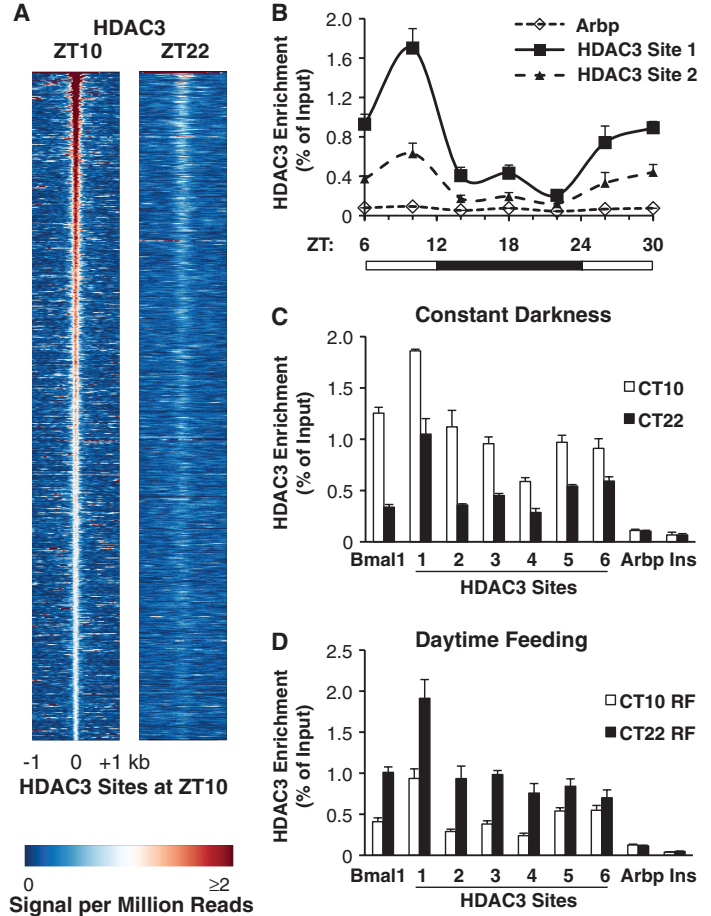 A
HDAC3
ZT10 ZT22
-1 0 +1 kb
HDAC3 Sites at ZT10
0 ≥2
Signal per Million Reads
B
HDAC3 Enrichment
(% of Input)
2.0
1.6
1.2
0.8
0.4
0
Arbp
HDAC3 Site 1
HDAC3 Site 2
ZT: 6 12 18 24 30
C Constant Darkness
HDAC3 Enrichment
(% of Input)
2.0
1.5
1.0
0.5
0
CT10
CT22
Bmal1 1 2 3 4 5 6 Arbp Ins
HDAC3 Sites
D Daytime Feeding
HDAC3 Enrichment
(% of Input)
2.5
2.0
1.5
1.0
0.5
0
CT10 RF
CT22 RF
Bmal1 1 2 3 4 5 6 Arbp Ins
HDAC3 Sites